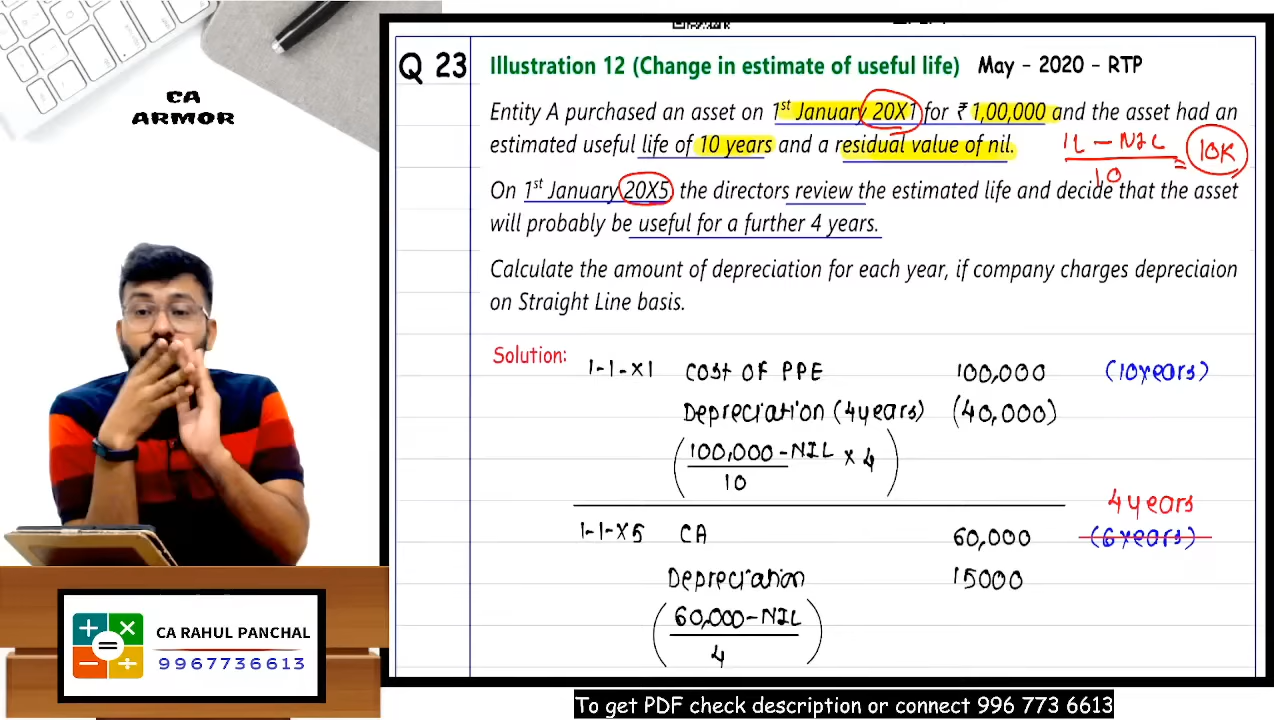 CA
ARMOR
Q 23 Illustration 12 (Change in estimate of useful life) May - 2020 - RTP
Entity A purchased an asset on 1st January 20X1 for ₹ 1,00,000 and the asset had an
estimated useful life of 10 years and a residual value of nil.
1L - NIL
10
= 10K
On 1st January 20X5 the directors review the estimated life and decide that the asset
will probably be useful for a further 4 years.
Calculate the amount of depreciation for each year, if company charges depreciaion
on Straight Line basis.
Solution:
1-1-X1 COST OF PPE 100,000 (10years)
Depreciation (4years) (40,000)
(100,000 - NIL × 4)
10
4years
1-1-X5 CA 60,000 (6years)
Depreciation 15000
(60,000 - NIL)
4
+ × = − ÷
CA RAHUL PANCHAL
9967736613
To get PDF check description or connect 996 773 6613